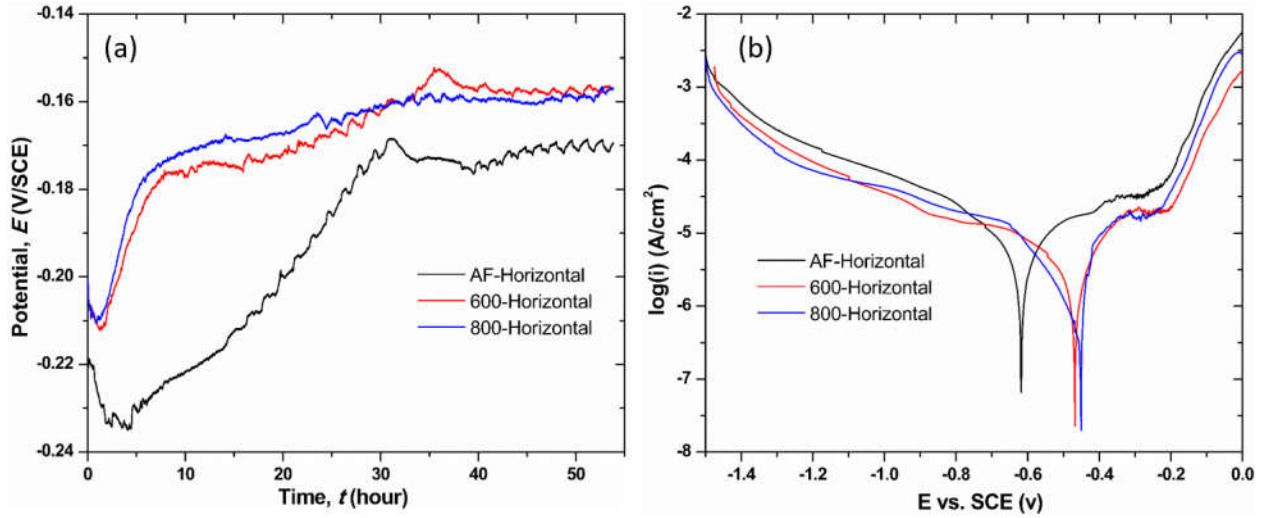 (a)
-0.14
-0.16
-0.18
-0.20
-0.22
-0.24
Potential, E (V/SCE)
AF-Horizontal
600-Horizontal
800-Horizontal
0 10 20 30 40 50
Time, t (hour)
(b)
-2
-3
-4
-5
-6
-7
-8
log(i) (A/cm²)
AF-Horizontal
600-Horizontal
800-Horizontal
-1.4 -1.2 -1.0 -0.8 -0.6 -0.4 -0.2 0.0
E vs. SCE (v)